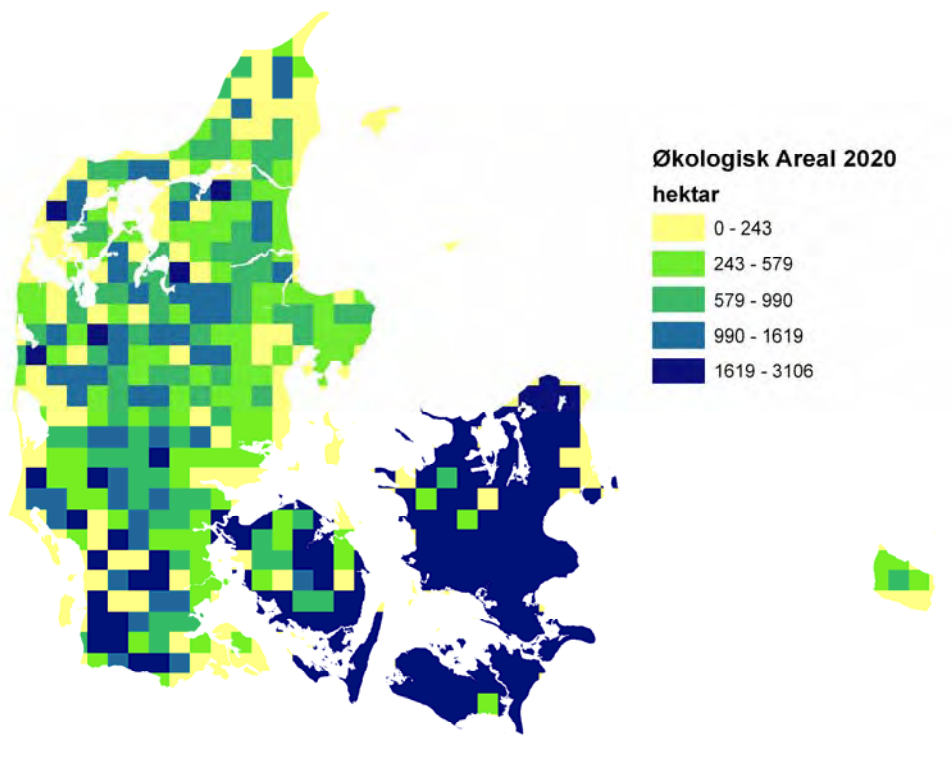 Økologisk Areal 2020
hektar
0 - 243
243 - 579
579 - 990
990 - 1619
1619 - 3106